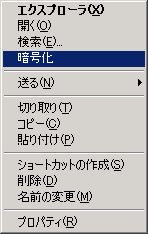 エクスプローラ(X)
開く(O)
検索(E)...
暗号化
送る(N)
切り取り(T)
コピー(C)
貼り付け(P)
ショートカットの作成(S)
削除(D)
名前の変更(M)
プロパティ(R)